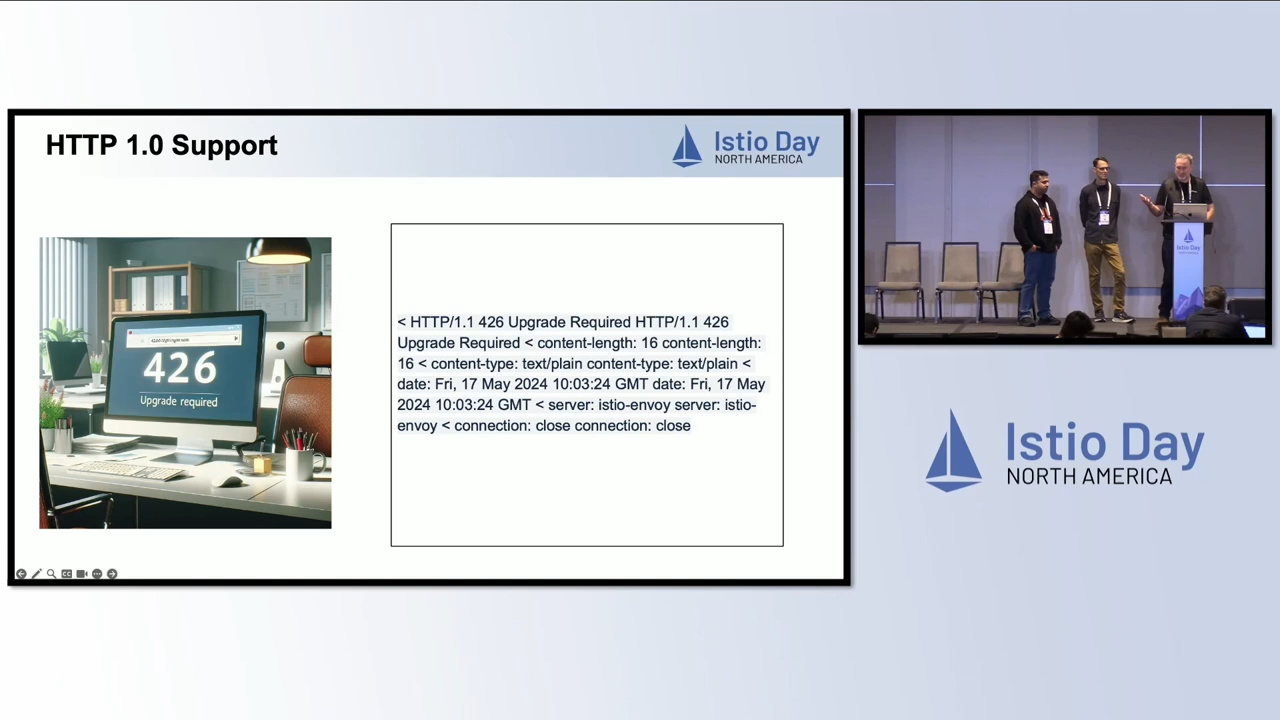 HTTP 1.0 Support
Istio Day
NORTH AMERICA
426
Upgrade required
< HTTP/1.1 426 Upgrade Required HTTP/1.1 426
Upgrade Required < content-length: 16 content-length:
16 < content-type: text/plain content-type: text/plain <
date: Fri, 17 May 2024 10:03:24 GMT date: Fri, 17 May
2024 10:03:24 GMT < server: istio-envoy server: istio-
envoy < connection: close connection: close
Istio Day
Istio Day
NORTH AMERICA